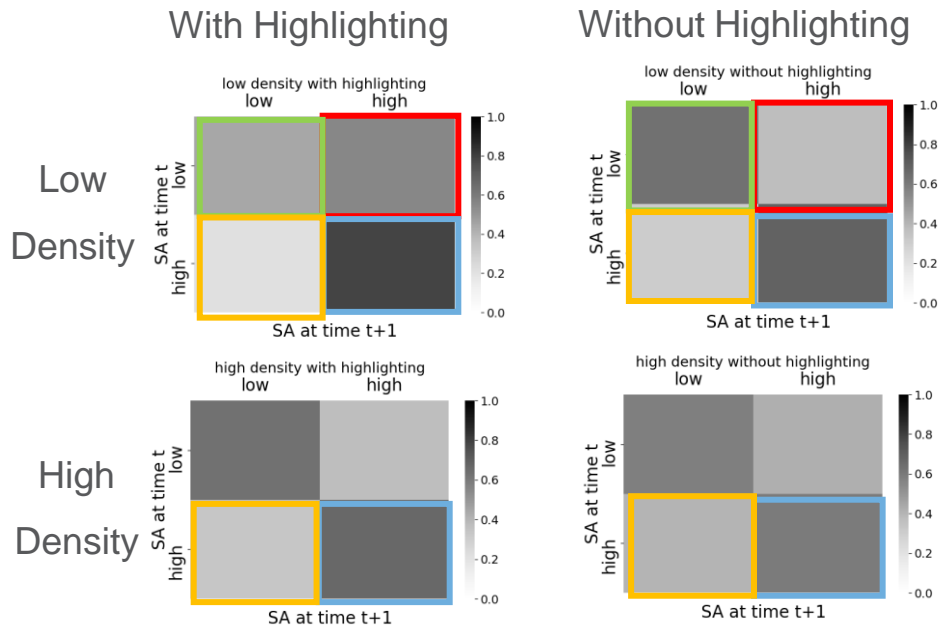 With Highlighting
Without Highlighting
low density with highlighting
low high
SA at time t
low
high
SA at time t+1
1.0
0.8
0.6
0.4
0.2
0.0
low density without highlighting
low high
SA at time t
low
high
SA at time t+1
1.0
0.8
0.6
0.4
0.2
0.0
Low
Density
high density with highlighting
low high
SA at time t
low
high
SA at time t+1
1.0
0.8
0.6
0.4
0.2
0.0
high density without highlighting
low high
SA at time t
low
high
SA at time t+1
1.0
0.8
0.6
0.4
0.2
0.0
High
Density